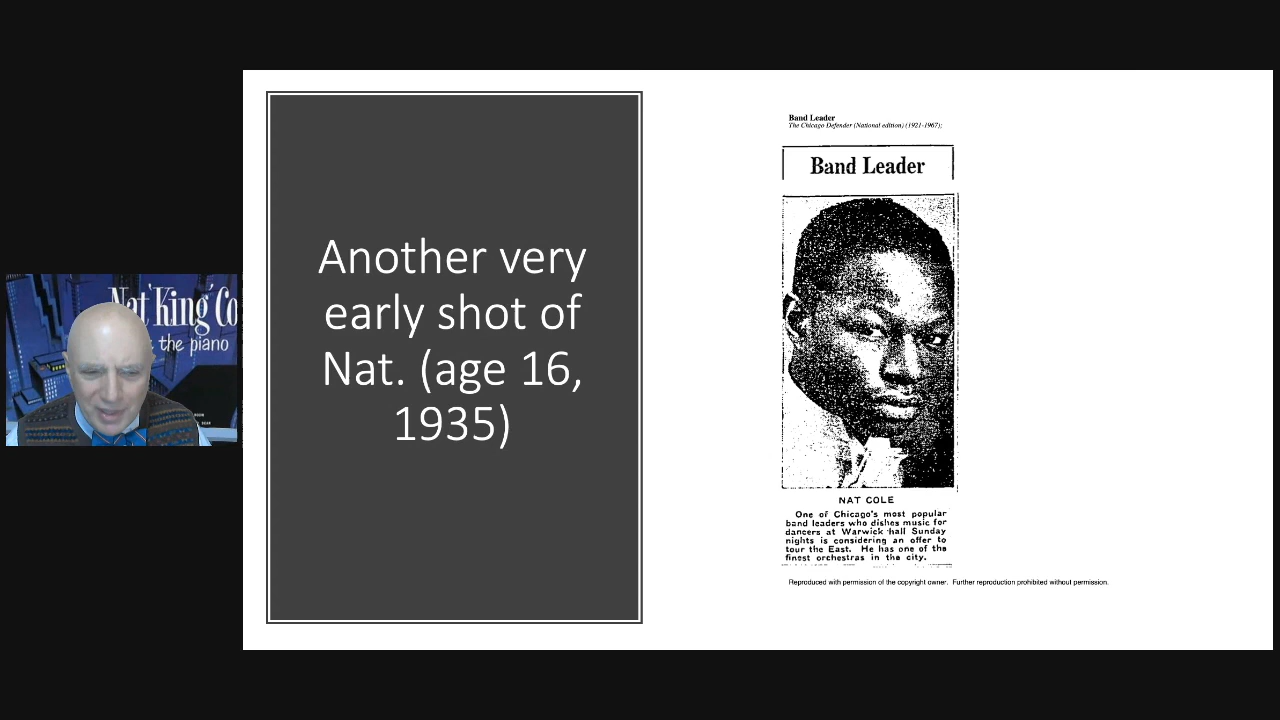 Nat 'King' Co
the piano
Another very
early shot of
Nat. (age 16,
1935)
Band Leader
The Chicago Defender (National edition) (1921-1967);
Band Leader
NAT COLE
One of Chicago's most popular
band leaders who dishes music for
dancers at Warwick hall Sunday
nights is considering an offer to
tour the East. He has one of the
finest orchestras in the city.
Reproduced with permission of the copyright owner. Further reproduction prohibited without permission.